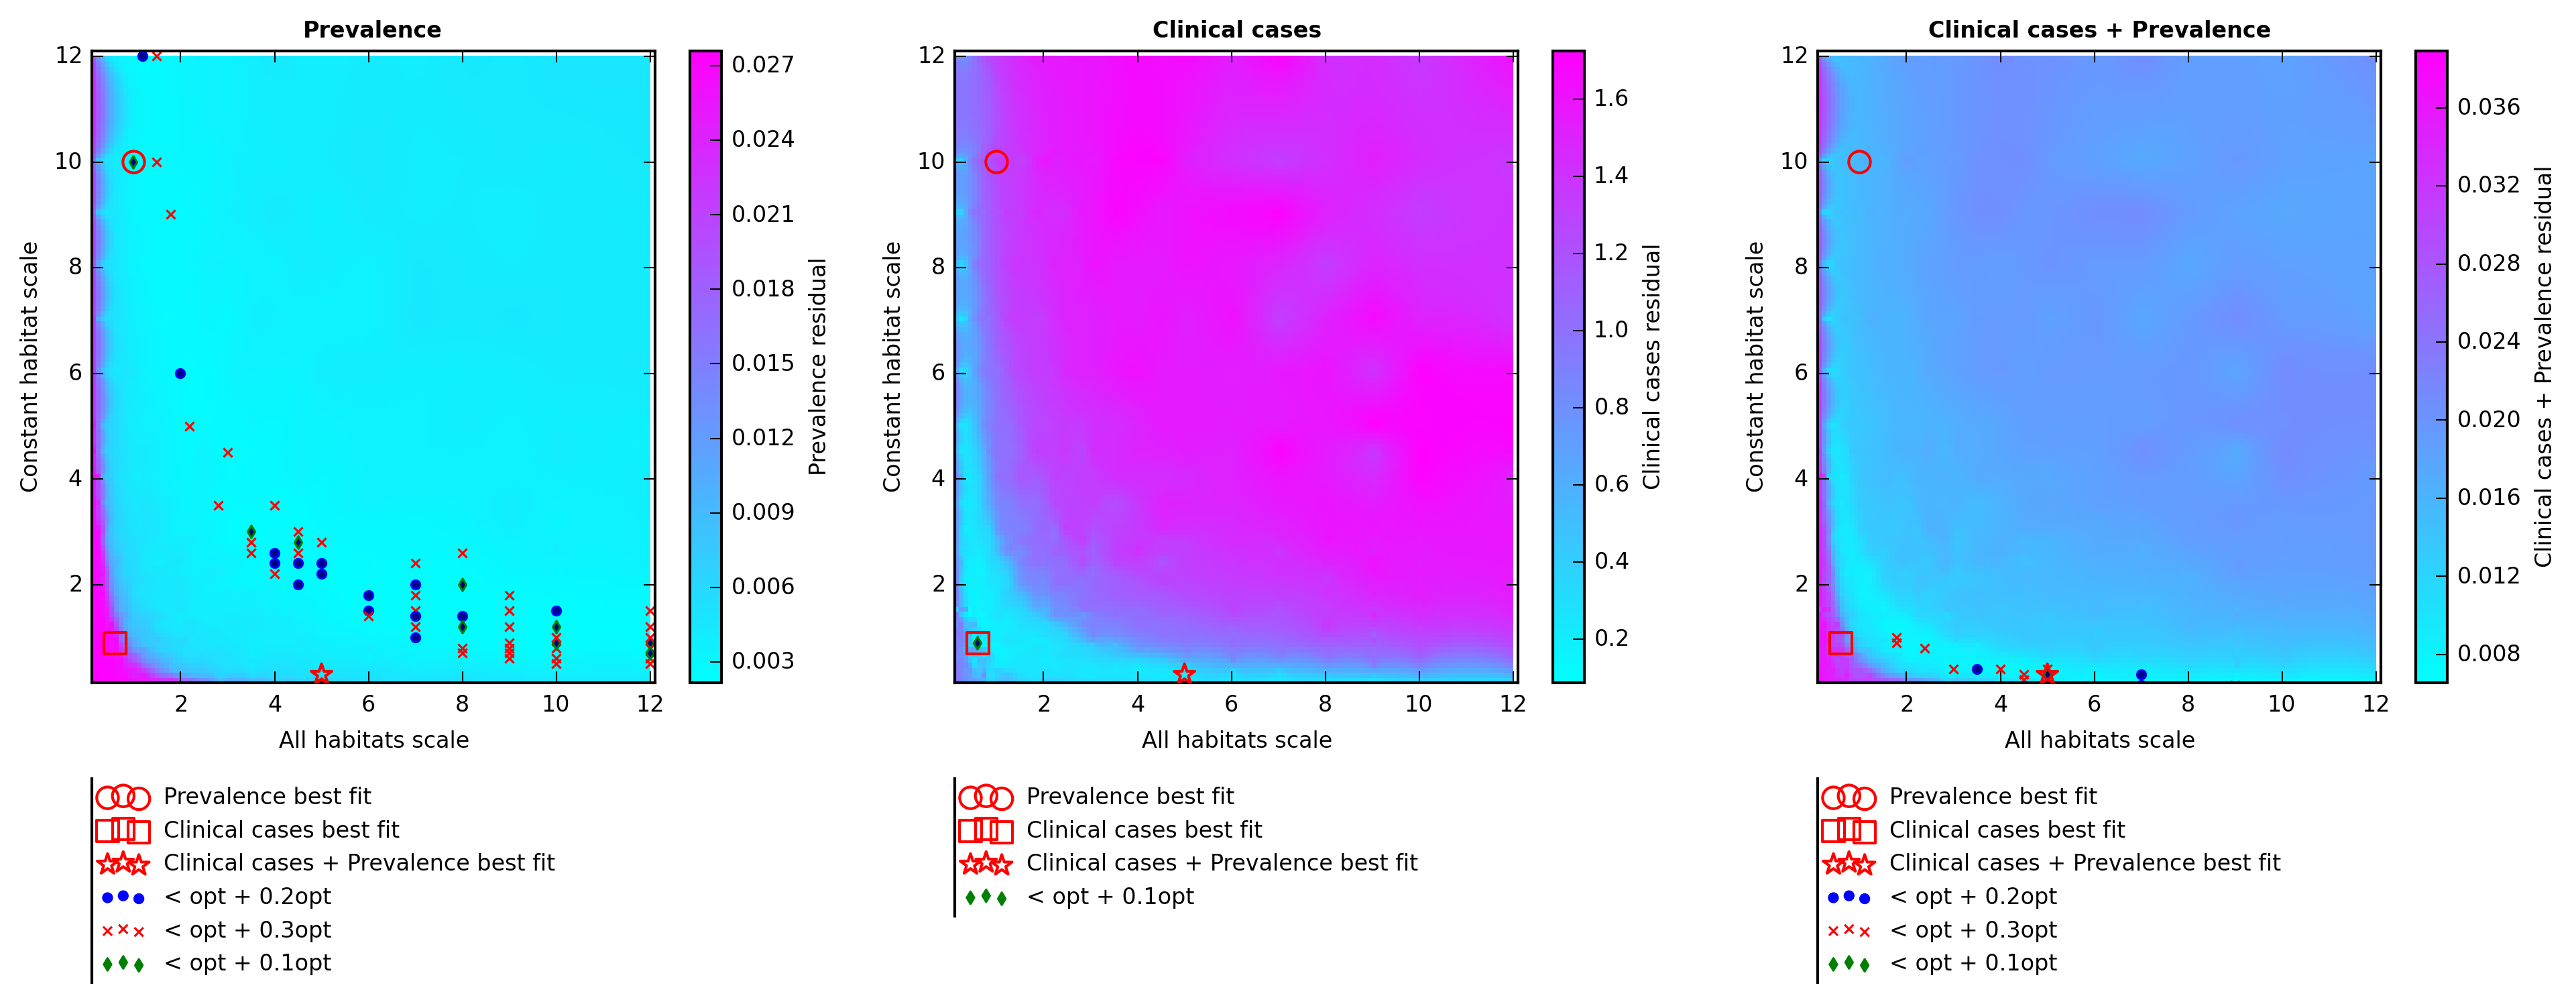 Prevalence
12
10
8
6
4
2
2 4 6 8 10 12
Constant habitat scale
All habitats scale
0.027
0.024
0.021
0.018
0.015
0.012
0.009
0.006
0.003
Prevalence residual
Prevalence best fit
Clinical cases best fit
Clinical cases + Prevalence best fit
< opt + 0.2opt
< opt + 0.3opt
< opt + 0.1opt
Clinical cases
12
10
8
6
4
2
2 4 6 8 10 12
Constant habitat scale
All habitats scale
1.6
1.4
1.2
1.0
0.8
0.6
0.4
0.2
Clinical cases residual
Prevalence best fit
Clinical cases best fit
Clinical cases + Prevalence best fit
< opt + 0.1opt
Clinical cases + Prevalence
12
10
8
6
4
2
2 4 6 8 10 12
Constant habitat scale
All habitats scale
0.036
0.032
0.028
0.024
0.020
0.016
0.012
0.008
Clinical cases + Prevalence residual
Prevalence best fit
Clinical cases best fit
Clinical cases + Prevalence best fit
< opt + 0.2opt
< opt + 0.3opt
< opt + 0.1opt